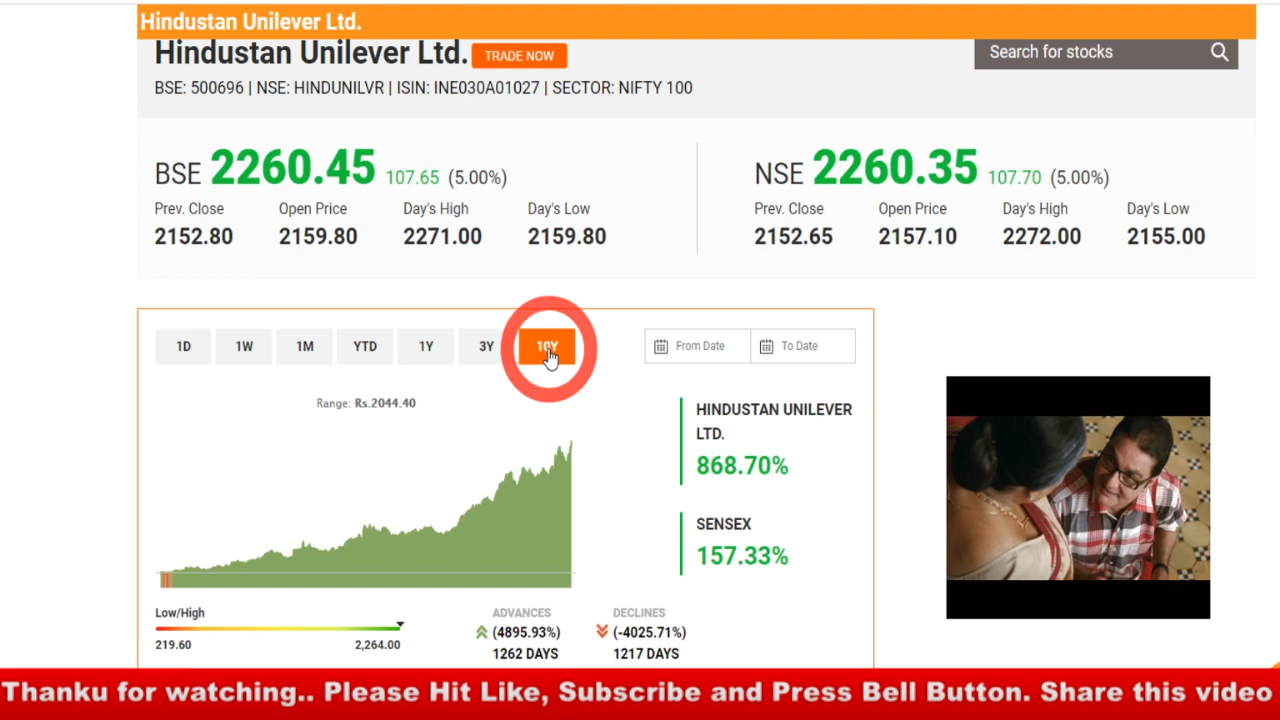 Hindustan Unilever Ltd.
Hindustan Unilever Ltd. TRADE NOW
Search for stocks
BSE: 500696 | NSE: HINDUNILVR | ISIN: INE030A01027 | SECTOR: NIFTY 100
BSE 2260.45 107.65 (5.00%)
Prev. Close Open Price Day's High Day's Low
2152.80 2159.80 2271.00 2159.80
NSE 2260.35 107.70 (5.00%)
Prev. Close Open Price Day's High Day's Low
2152.65 2157.10 2272.00 2155.00
1D 1W 1M YTD 1Y 3Y 10Y From Date To Date
Range: Rs.2044.40
HINDUSTAN UNILEVER
LTD.
868.70%
SENSEX
157.33%
Low/High
219.60 2,264.00
ADVANCES DECLINES
(4895.93%) (-4025.71%)
1262 DAYS 1217 DAYS
Thanku for watching.. Please Hit Like, Subscribe and Press Bell Button. Share this video